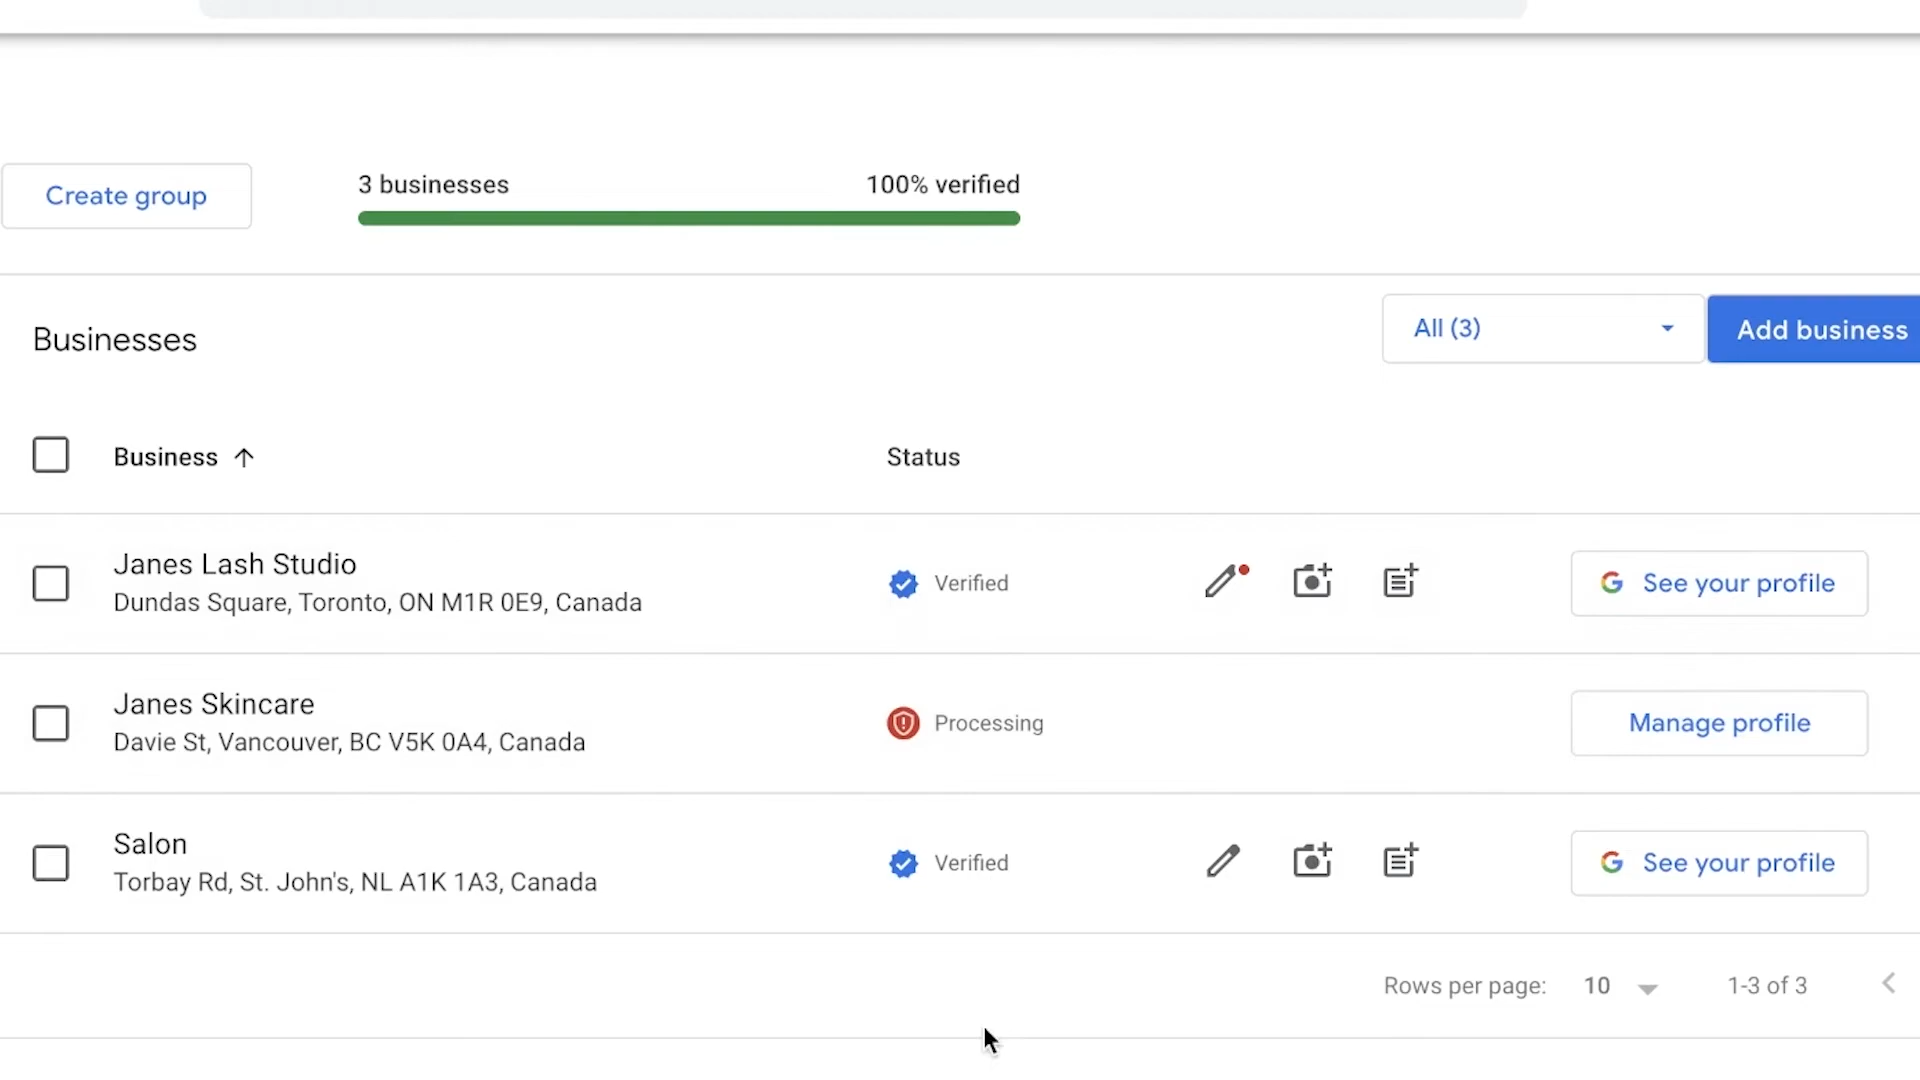 Create group
3 businesses
100% verified
Businesses
All (3)
Add business
Business
Status
Janes Lash Studio
Dundas Square, Toronto, ON M1R 0E9, Canada
Verified
See your profile
Janes Skincare
Davie St, Vancouver, BC V5K 0A4, Canada
Processing
Manage profile
Salon
Torbay Rd, St. John's, NL A1K 1A3, Canada
Verified
See your profile
Rows per page: 10
1-3 of 3